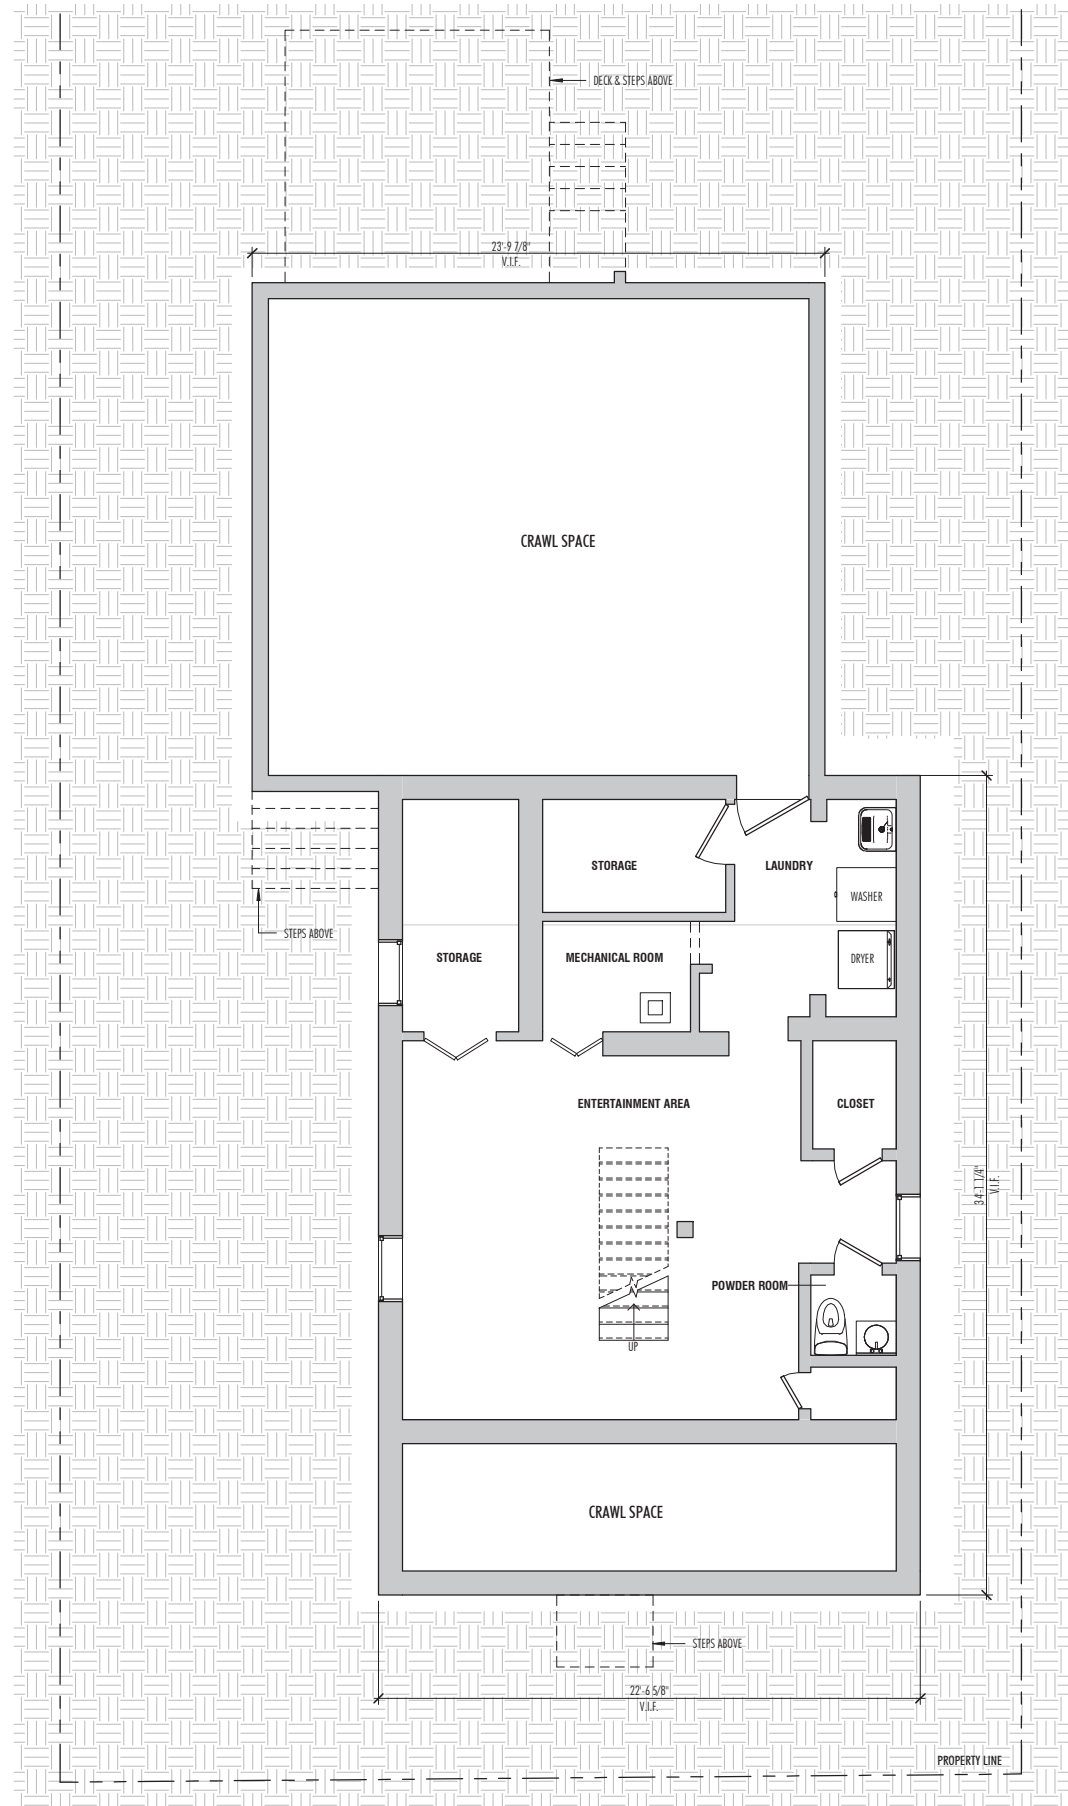 DECK & STEPS ABOVE
23'-9 7/8"
V.I.F.
CRAWL SPACE
STORAGE
LAUNDRY
WASHER
STEPS ABOVE
STORAGE
MECHANICAL ROOM
DRYER
ENTERTAINMENT AREA
CLOSET
34'-1 1/4"
V.I.F.
POWDER ROOM
UP
CRAWL SPACE
STEPS ABOVE
22'-6 5/8"
V.I.F.
PROPERTY LINE